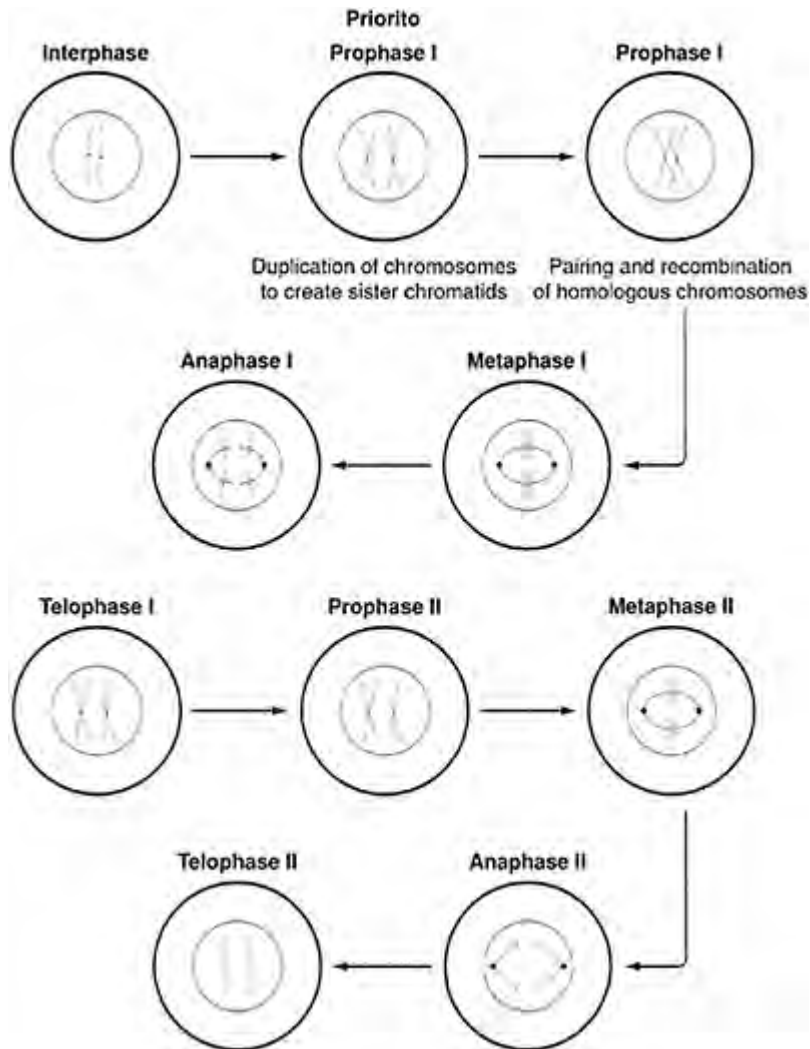 Interphase
Priorito
Prophase I
Prophase I
Duplication of chromosomes
to create sister chromatids
Pairing and recombination
of homologous chromosomes
Anaphase I
Metaphase I
Telophase I
Prophase II
Metaphase II
Telophase II
Anaphase II